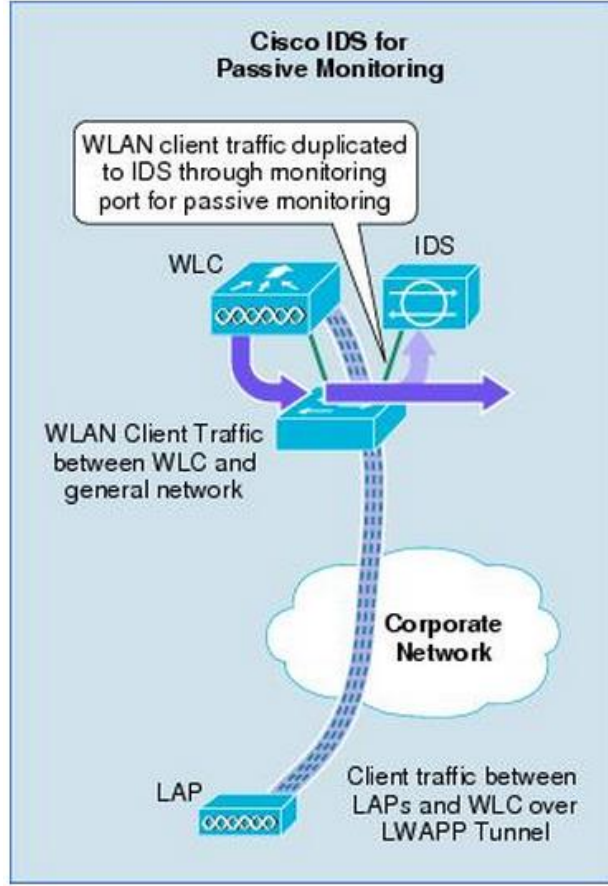 Cisco IDS for
Passive Monitoring
WLAN client traffic duplicated
to IDS through monitoring
port for passive monitoring
WLC
IDS
WLAN Client Traffic
between WLC and
general network
Corporate
Network
LAP
Client traffic between
LAPs and WLC over
LWAPP Tunnel